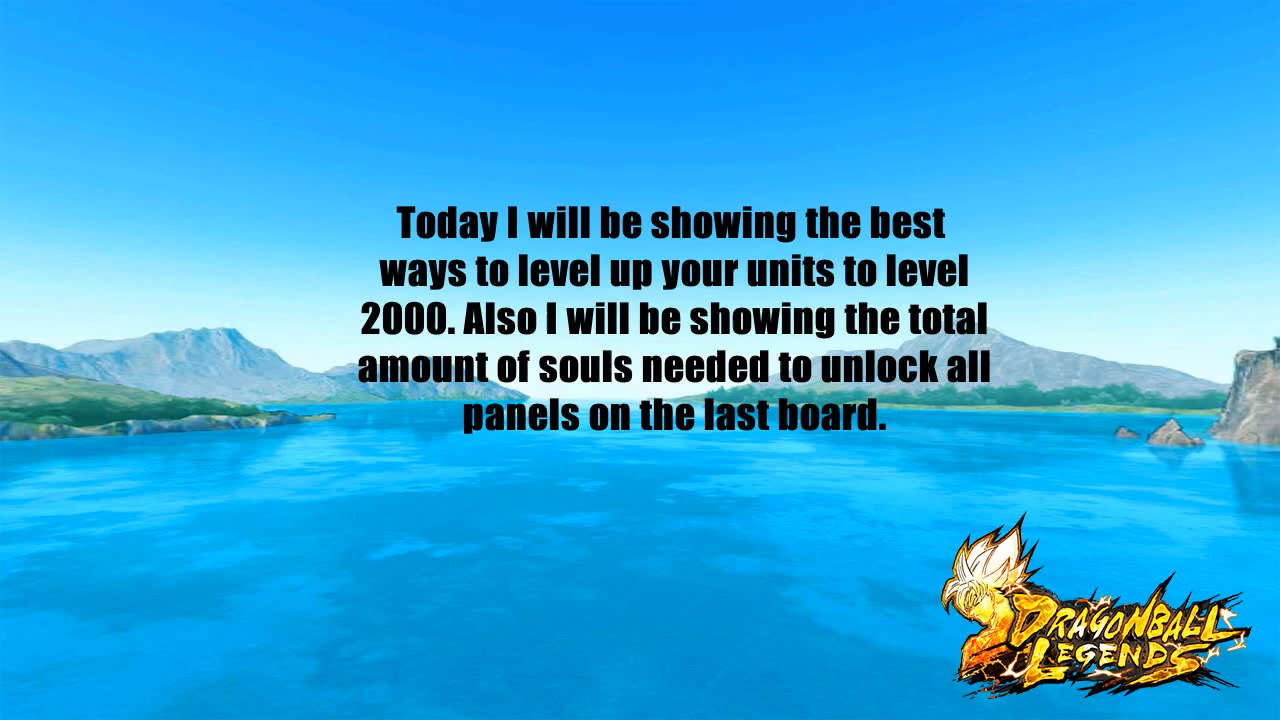 Today I will be showing the best
ways to level up your units to level
2000. Also I will be showing the total
amount of souls needed to unlock all
panels on the last board.
DRAGONBALL
LEGENDS